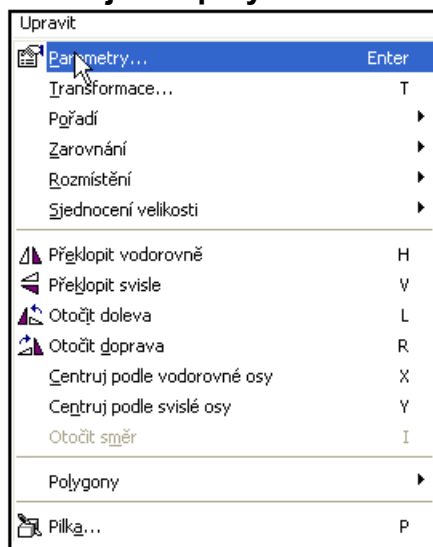 Upravit
Parametry... Enter
Transformace... T
Pořadí
Zarovnání
Rozmístění
Sjednocení velikosti
Překlopit vodorovně H
Překlopit svisle V
Otočit doleva L
Otočit doprava R
Centruj podle vodorovné osy X
Centruj podle svislé osy Y
Otočit směr I
Polygony
Pilka... P